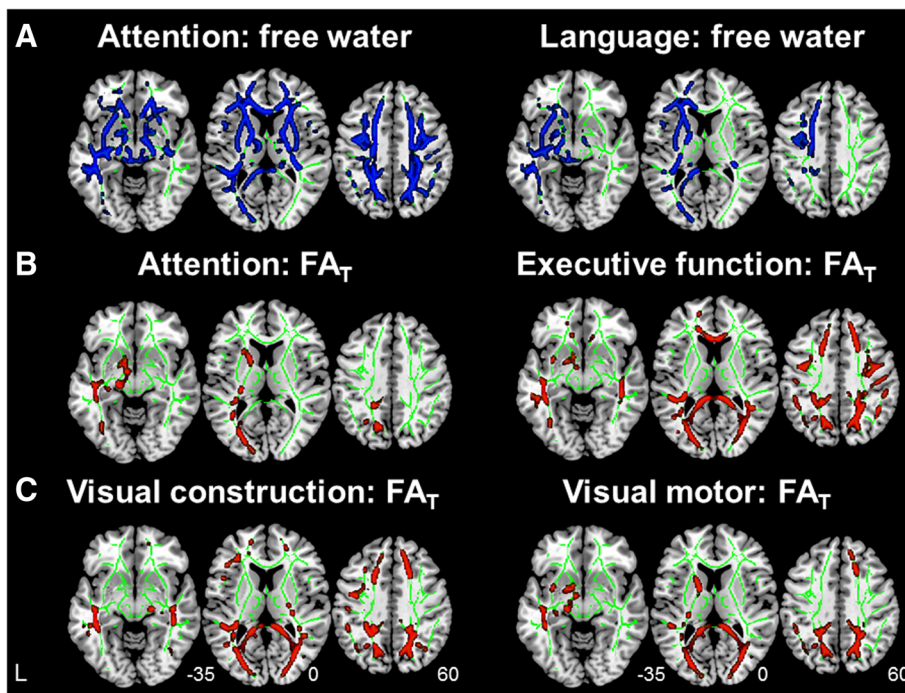 A Attention: free water Language: free water
B Attention: FAT Executive function: FAT
C Visual construction: FAT Visual motor: FAT
L -35 0 60 -35 0 60